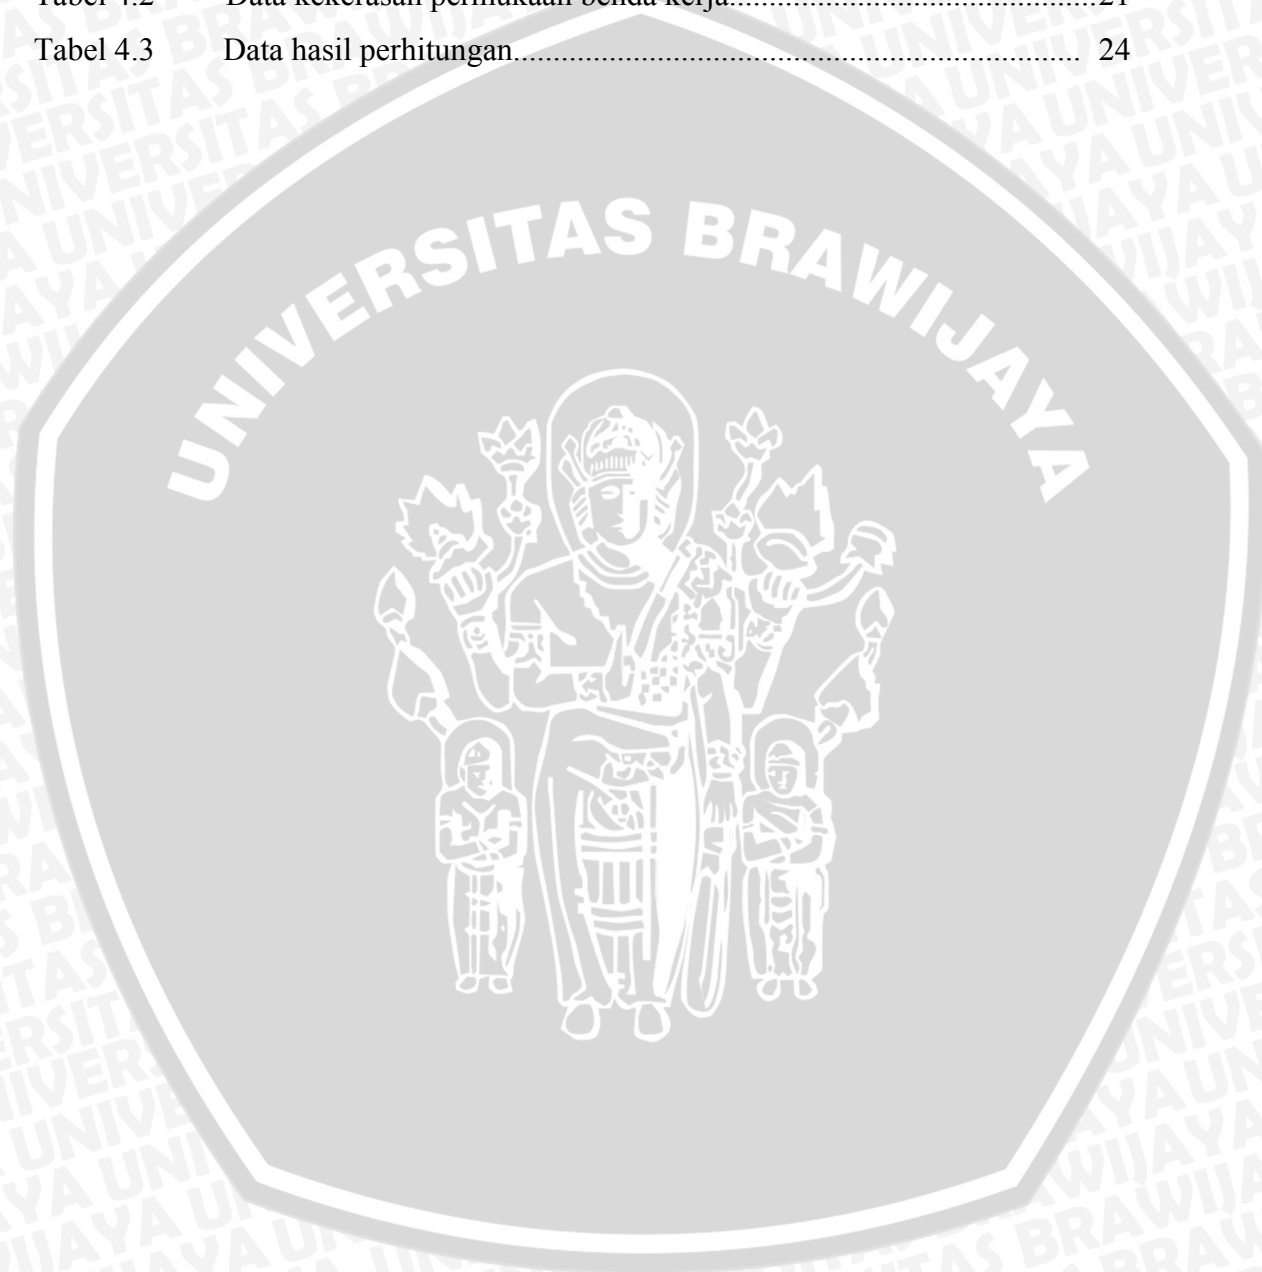 Tabel 4.2 Data kekerasan permukaan benda kerja..............................................21
Tabel 4.3 Data hasil perhitungan....................................................................... 24
UNIVERSITAS BRAWIJAYA